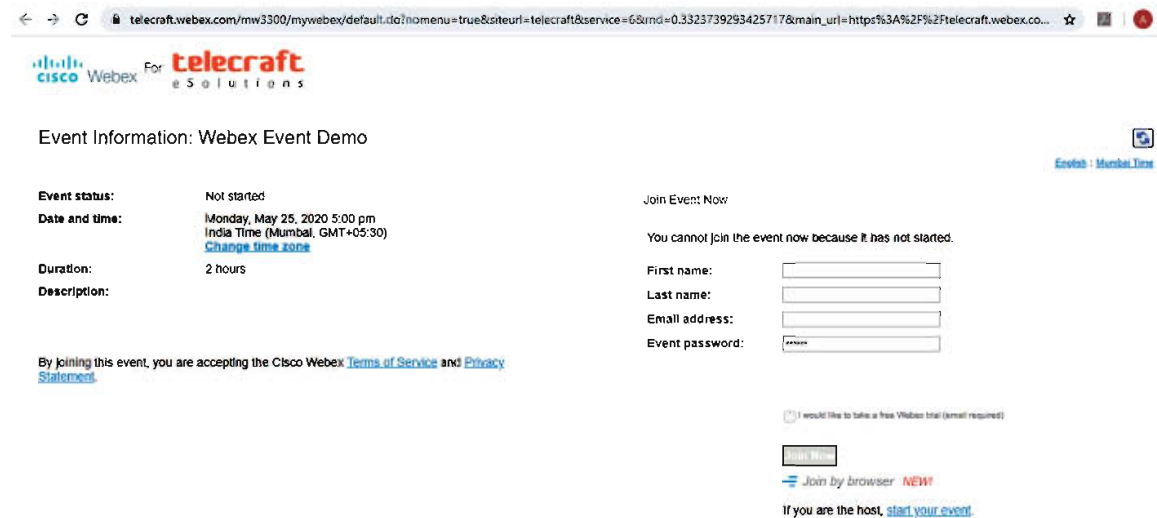 telecraft.webex.com/mw3300/mywebex/default.do?nomenu=true&siteurl=telecraft&service=6&rnd=0.3323739293425717&main_url=https%3A%2F%2Ftelecraft.webex.co...
A
cisco Webex For telecraft
eSolutions
Event Information: Webex Event Demo
English : Mumbai Time
Event status: Not started
Date and time: Monday, May 25, 2020 5:00 pm
India Time (Mumbai, GMT+05:30)
Change time zone
Duration: 2 hours
Description:
By joining this event, you are accepting the Cisco Webex Terms of Service and Privacy
Statement.
Join Event Now
You cannot join the event now because it has not started.
First name:
Last name:
Email address:
Event password: ••••••
I would like to take a free Webex trial (email required)
Join Now
Join by browser NEW!
If you are the host, start your event.